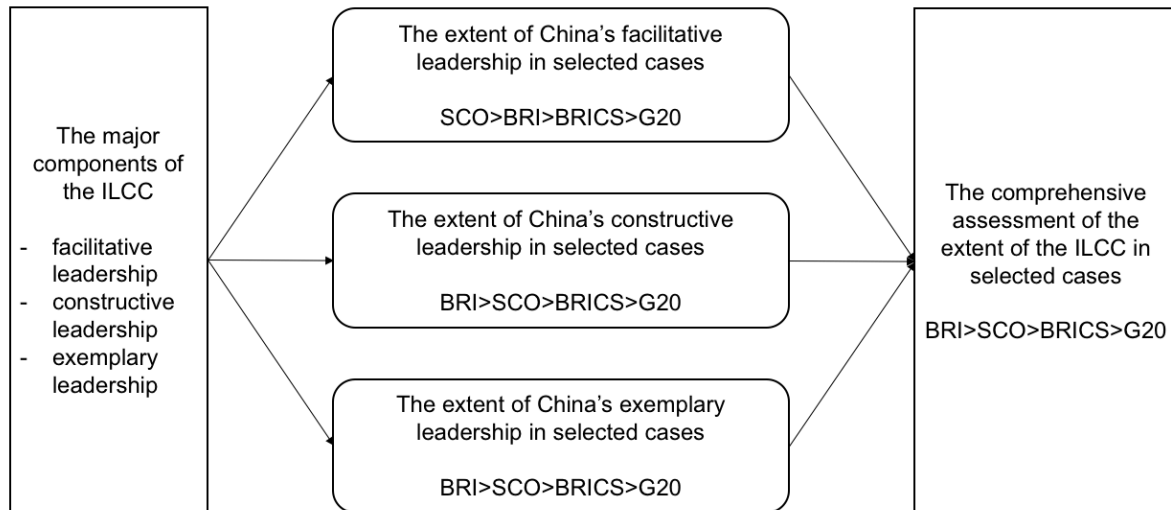 The major
components of
the ILCC
- facilitative
leadership
- constructive
leadership
- exemplary
leadership
The extent of China's facilitative
leadership in selected cases
SCO>BRI>BRICS>G20
The extent of China's constructive
leadership in selected cases
BRI>SCO>BRICS>G20
The extent of China's exemplary
leadership in selected cases
BRI>SCO>BRICS>G20
The comprehensive
assessment of the
extent of the ILCC in
selected cases
BRI>SCO>BRICS>G20